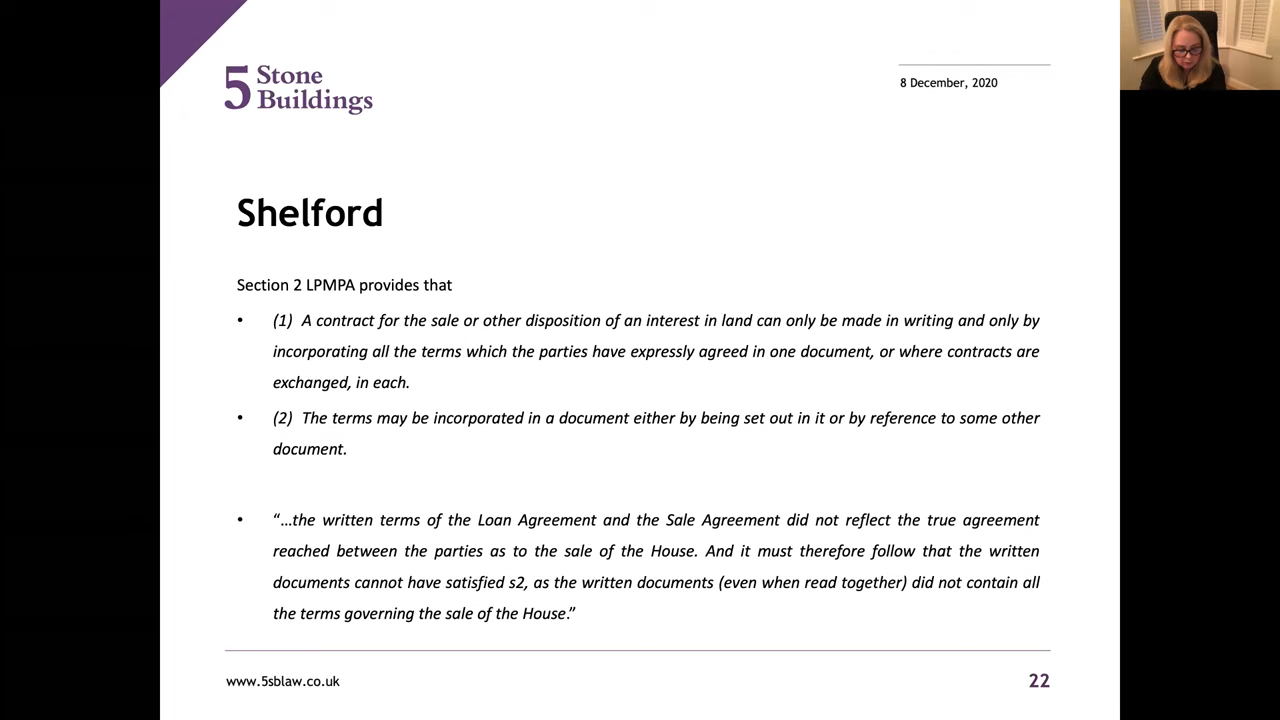 5 Stone
Buildings
8 December, 2020
Shelford
Section 2 LPMPA provides that
• (1) A contract for the sale or other disposition of an interest in land can only be made in writing and only by
incorporating all the terms which the parties have expressly agreed in one document, or where contracts are
exchanged, in each.
• (2) The terms may be incorporated in a document either by being set out in it or by reference to some other
document.
• “…the written terms of the Loan Agreement and the Sale Agreement did not reflect the true agreement
reached between the parties as to the sale of the House. And it must therefore follow that the written
documents cannot have satisfied s2, as the written documents (even when read together) did not contain all
the terms governing the sale of the House.”
www.5sblaw.co.uk
22